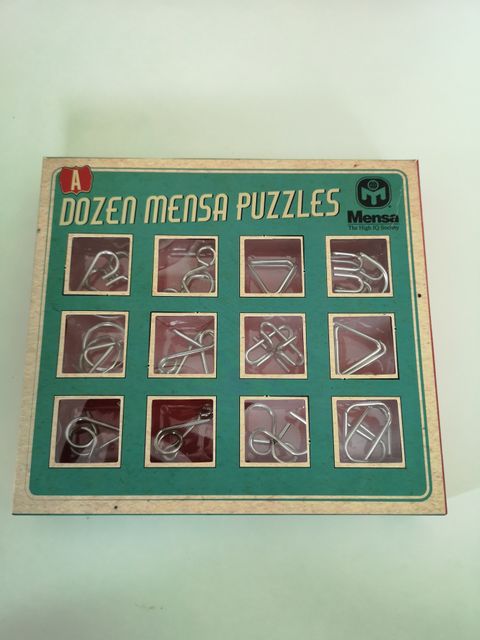 A
DOZEN MENSA PUZZLES
Mensa
The High IQ Society